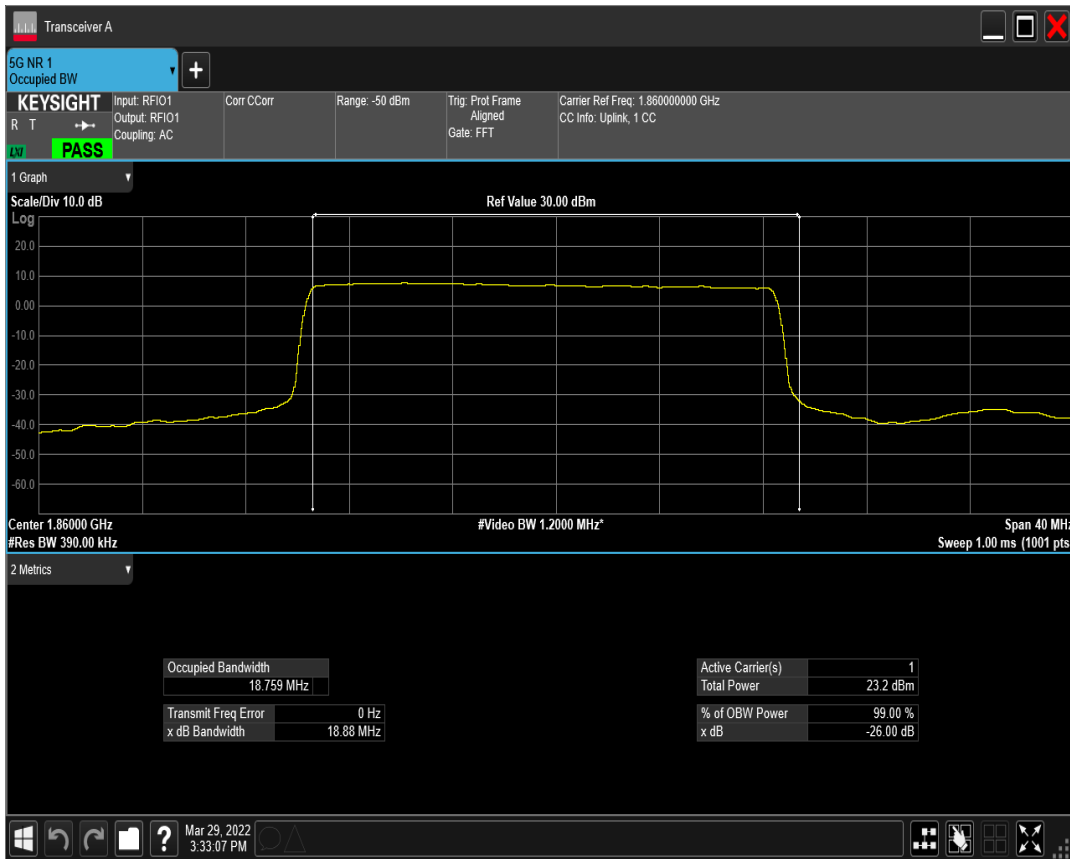 Transceiver A
5G NR 1
Occupied BW
+
KEYSIGHT
R T
LXI
PASS
Input: RFIO1
Output: RFIO1
Coupling: AC
Corr CCorr
Range: -50 dBm
Trig: Prot Frame
Aligned
Gate: FFT
Carrier Ref Freq: 1.860000000 GHz
CC Info: Uplink, 1 CC
1 Graph
Scale/Div 10.0 dB
Ref Value 30.00 dBm
Log
20.0
10.0
0.00
-10.0
-20.0
-30.0
-40.0
-50.0
-60.0
Center 1.86000 GHz
#Video BW 1.2000 MHz*
Span 40 MHz
#Res BW 390.00 kHz
Sweep 1.00 ms (1001 pts
2 Metrics
Occupied Bandwidth
18.759 MHz
Transmit Freq Error 0 Hz
x dB Bandwidth 18.88 MHz
Active Carrier(s) 1
Total Power 23.2 dBm
% of OBW Power 99.00 %
x dB -26.00 dB
?
Mar 29, 2022
3:33:07 PM